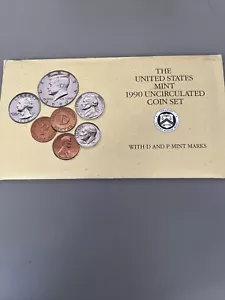 THE
UNITED STATES
MINT
1990 UNCIRCULATED
COIN SET
WITH D AND P MINT MARKS